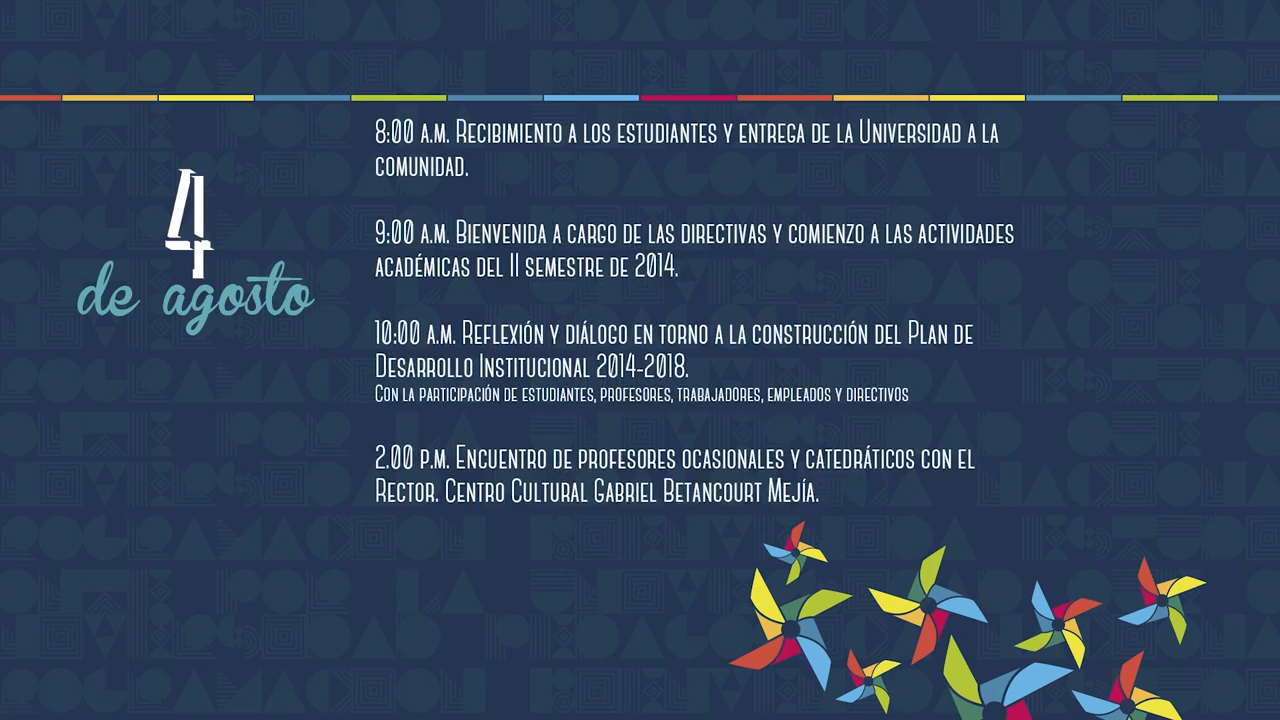 4
de agosto
8:00 a.m. Recibimiento a los estudiantes y entrega de la Universidad a la
comunidad.
9:00 a.m. Bienvenida a cargo de las directivas y comienzo a las actividades
académicas del II semestre de 2014.
10:00 a.m. Reflexión y diálogo en torno a la construcción del Plan de
Desarrollo Institucional 2014-2018.
Con la participación de estudiantes, profesores, trabajadores, empleados y directivos
2.00 p.m. Encuentro de profesores ocasionales y catedráticos con el
Rector. Centro Cultural Gabriel Betancourt Mejía.